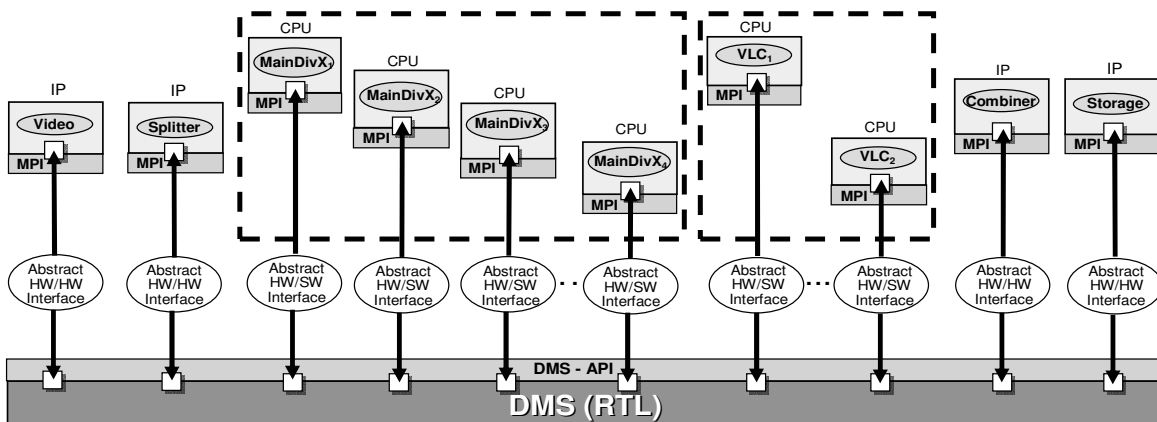 IP
Video
MPI
IP
Splitter
MPI
CPU
MainDivX1
MPI
CPU
MainDivX2
MPI
CPU
MainDivX3
MPI
CPU
MainDivX4
MPI
CPU
VLC1
MPI
CPU
VLC2
MPI
IP
Combiner
MPI
IP
Storage
MPI
Abstract
HW/HW
Interface
Abstract
HW/HW
Interface
Abstract
HW/SW
Interface
Abstract
HW/SW
Interface
Abstract
HW/SW
Interface
. .
Abstract
HW/SW
Interface
Abstract
HW/SW
Interface
...
Abstract
HW/SW
Interface
Abstract
HW/HW
Interface
Abstract
HW/HW
Interface
DMS - API
DMS (RTL)